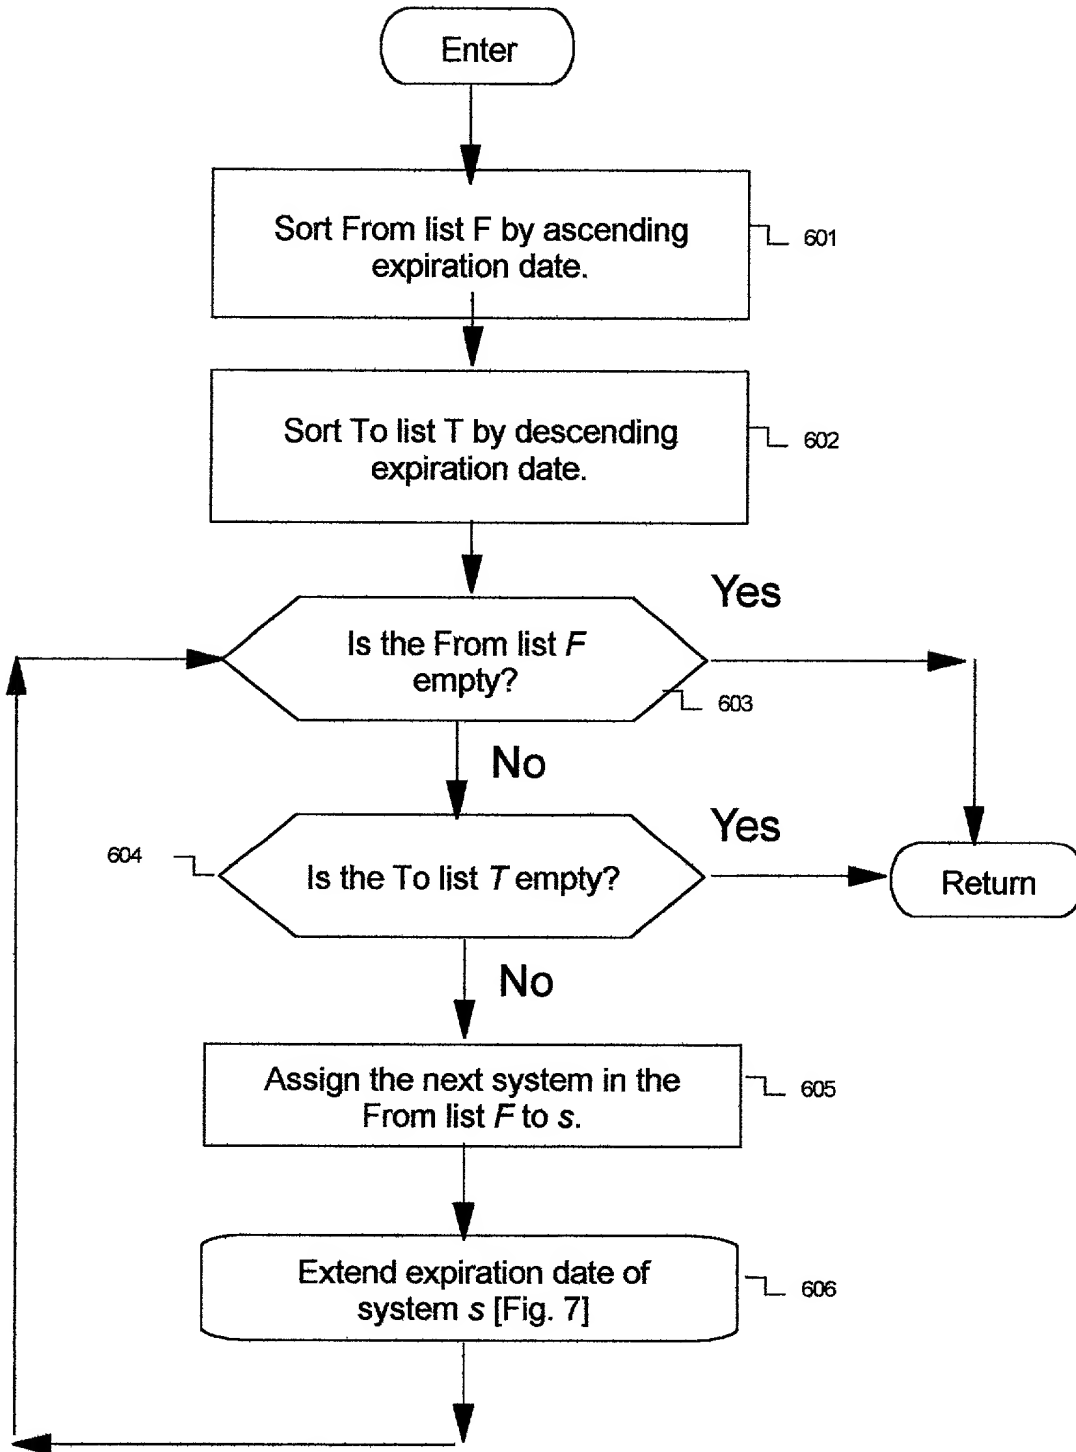 Enter
Sort From list F by ascending
expiration date.
601
Sort To list T by descending
expiration date.
602
Yes
Is the From list F
empty?
603
No
Yes
604
Is the To list T empty?
Return
No
Assign the next system in the
From list F to s.
605
Extend expiration date of
system s [Fig. 7]
606